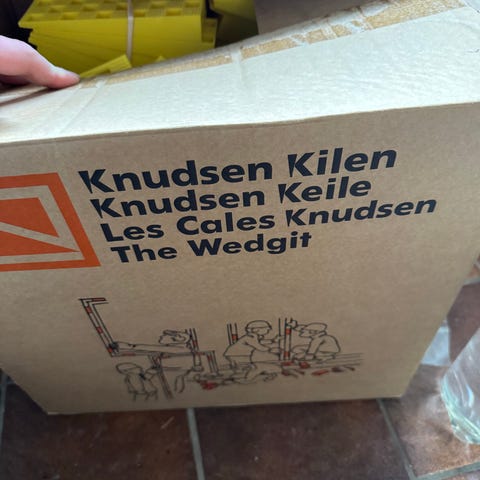 Knudsen Kilen
Knudsen Keile
Les Cales Knudsen
The Wedgit